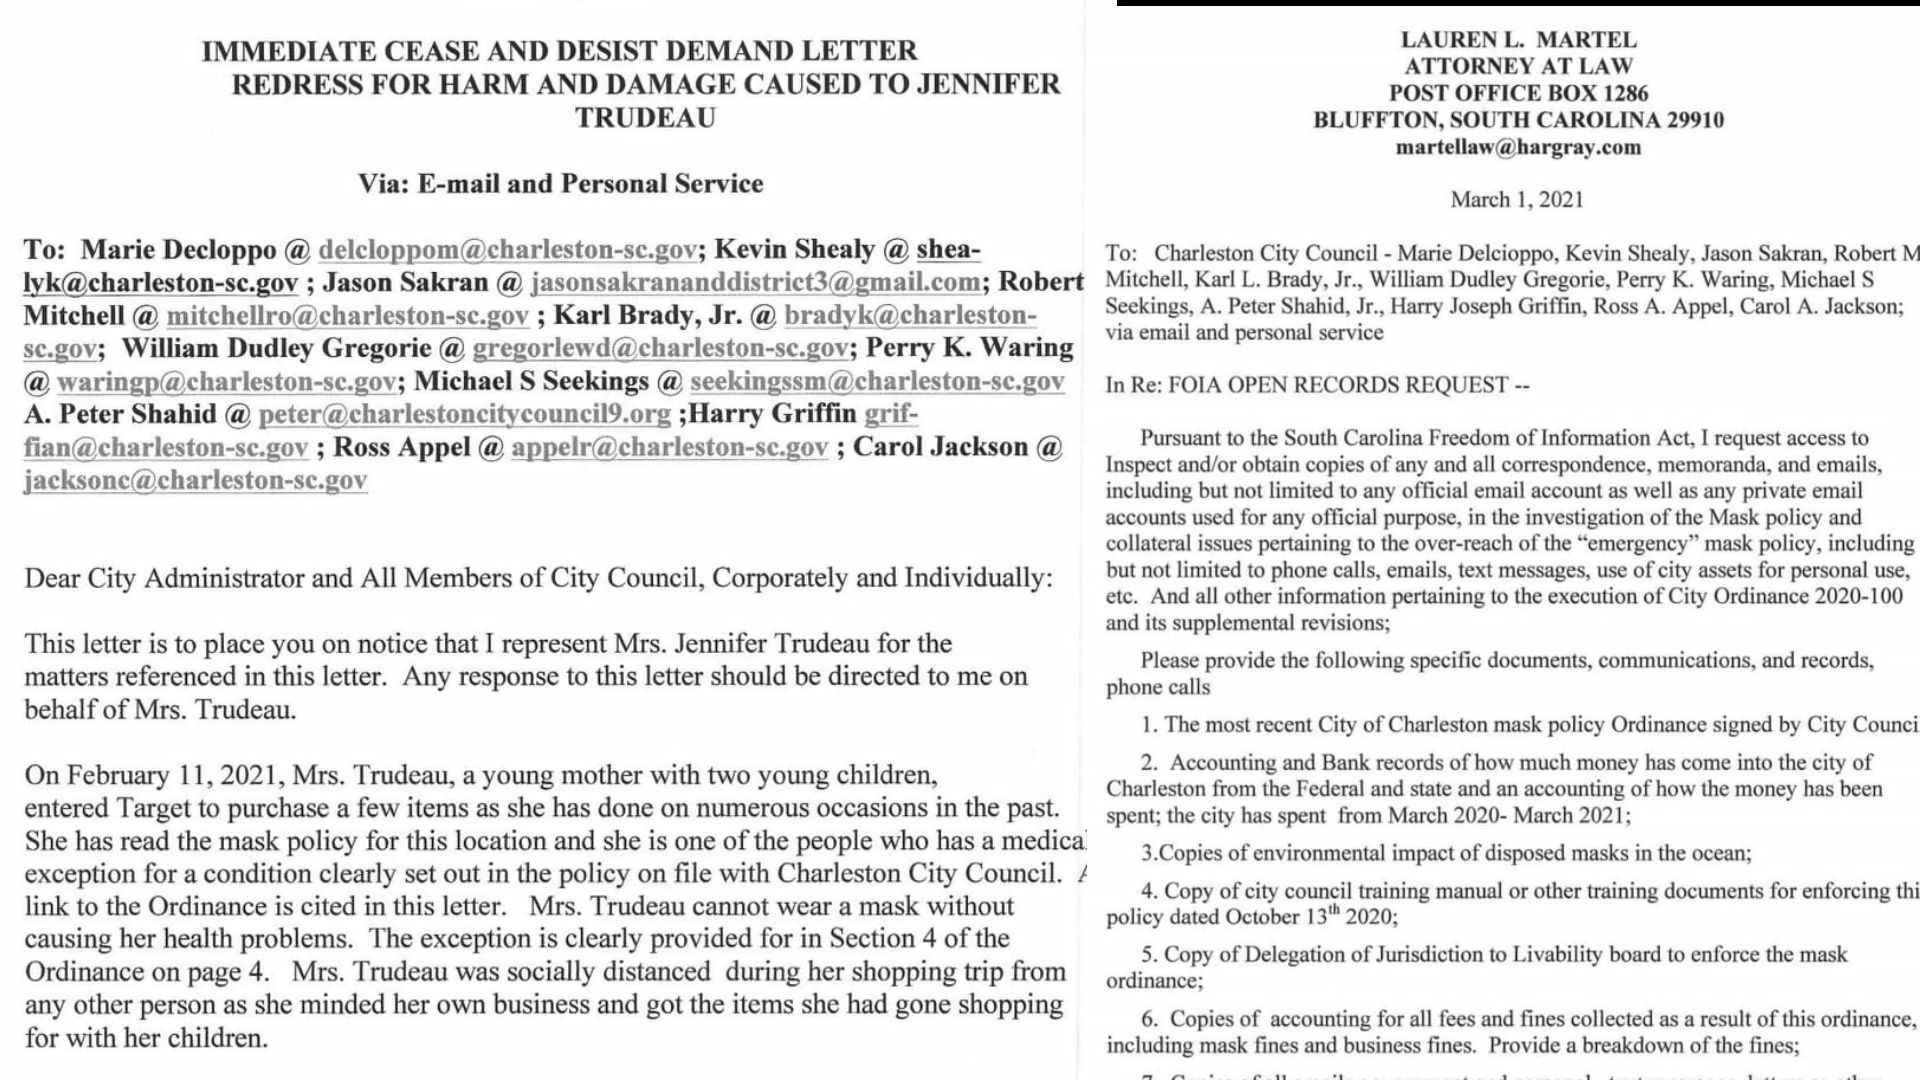 IMMEDIATE CEASE AND DESIST DEMAND LETTER
REDRESS FOR HARM AND DAMAGE CAUSED TO JENNIFER
TRUDEAU
Via: E-mail and Personal Service
To: Marie Decloppo @ delcloppom@charleston-sc.gov; Kevin Shealy @ shea-
lyk@charleston-sc.gov ; Jason Sakran @ jasonsakrananddistrict3@gmail.com; Robert
Mitchell @ mitchellro@charleston-sc.gov ; Karl Brady, Jr. @ bradyk@charleston-
sc.gov; William Dudley Gregorie @ gregorlewd@charleston-sc.gov; Perry K. Waring
@ waringp@charleston-sc.gov; Michael S Seekings @ seekingssm@charleston-sc.gov
A. Peter Shahid @ peter@charlestoncitycouncil9.org ;Harry Griffin grif-
fian@charleston-sc.gov ; Ross Appel @ appelr@charleston-sc.gov ; Carol Jackson @
jacksonc@charleston-sc.gov
Dear City Administrator and All Members of City Council, Corporately and Individually:
This letter is to place you on notice that I represent Mrs. Jennifer Trudeau for the
matters referenced in this letter. Any response to this letter should be directed to me on
behalf of Mrs. Trudeau.
On February 11, 2021, Mrs. Trudeau, a young mother with two young children,
entered Target to purchase a few items as she has done on numerous occasions in the past.
She has read the mask policy for this location and she is one of the people who has a medical
exception for a condition clearly set out in the policy on file with Charleston City Council. A
link to the Ordinance is cited in this letter. Mrs. Trudeau cannot wear a mask without
causing her health problems. The exception is clearly provided for in Section 4 of the
Ordinance on page 4. Mrs. Trudeau was socially distanced during her shopping trip from
any other person as she minded her own business and got the items she had gone shopping
for with her children.
LAUREN L. MARTEL
ATTORNEY AT LAW
POST OFFICE BOX 1286
BLUFFTON, SOUTH CAROLINA 29910
martellaw@hargray.com
March 1, 2021
To: Charleston City Council - Marie Delcioppo, Kevin Shealy, Jason Sakran, Robert M
Mitchell, Karl L. Brady, Jr., William Dudley Gregorie, Perry K. Waring, Michael S
Seekings, A. Peter Shahid, Jr., Harry Joseph Griffin, Ross A. Appel, Carol A. Jackson;
via email and personal service
In Re: FOIA OPEN RECORDS REQUEST --
Pursuant to the South Carolina Freedom of Information Act, I request access to
Inspect and/or obtain copies of any and all correspondence, memoranda, and emails,
including but not limited to any official email account as well as any private email
accounts used for any official purpose, in the investigation of the Mask policy and
collateral issues pertaining to the over-reach of the “emergency” mask policy, including
but not limited to phone calls, emails, text messages, use of city assets for personal use,
etc. And all other information pertaining to the execution of City Ordinance 2020-100
and its supplemental revisions;
Please provide the following specific documents, communications, and records,
phone calls
1. The most recent City of Charleston mask policy Ordinance signed by City Counci
2. Accounting and Bank records of how much money has come into the city of
Charleston from the Federal and state and an accounting of how the money has been
spent; the city has spent from March 2020- March 2021;
3.Copies of environmental impact of disposed masks in the ocean;
4. Copy of city council training manual or other training documents for enforcing thi
policy dated October 13th 2020;
5. Copy of Delegation of Jurisdiction to Livability board to enforce the mask
ordinance;
6. Copies of accounting for all fees and fines collected as a result of this ordinance,
including mask fines and business fines. Provide a breakdown of the fines;